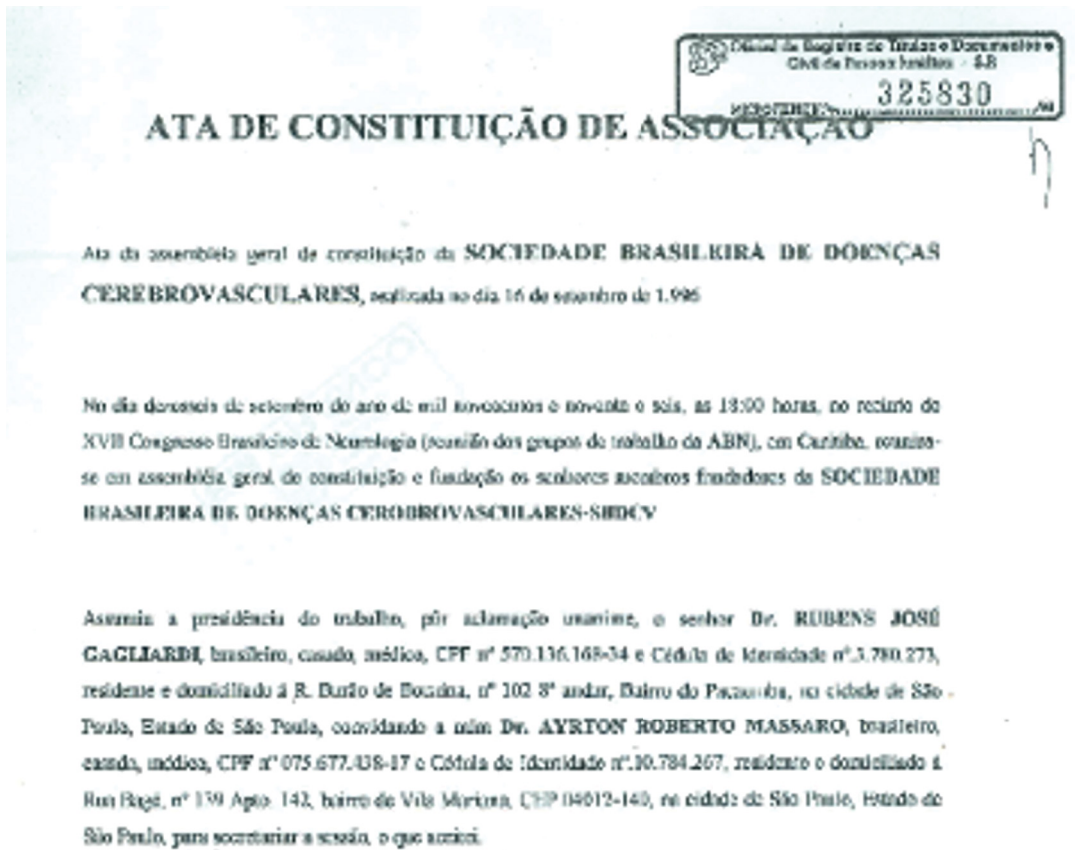 Oficial de Registro de Títulos e Documentos e
Civil de Pessoa Jurídica - S.P.
325830
ATA DE CONSTITUIÇÃO DE ASSOCIAÇÃO
Ata da assembléia geral de constituição da SOCIEDADE BRASILEIRA DE DOENÇAS
CEREBROVASCULARES, realizada no dia 16 de setembro de 1.996
No dia dezesseis de setembro do ano de mil novecentos e noventa e seis, as 18:00 horas, no recinto do
XVII Congresso Brasileiro de Neurologia (reunião dos grupos de trabalho da ABN), em Curitiba, reuniu-
se em assembléia geral de constituição e fundação os senhores membros fundadores da SOCIEDADE
BRASILEIRA DE DOENÇAS CEROBROVASCULARES-SBDCV
Assumiu a presidência do trabalho, pôr aclamação unanime, o senhor Dr. RUBENS JOSÉ
GAGLIARDI, brasileiro, casado, médico, CPF nº 570.136.168-34 e Cédula de Identidade nº.3.780.273,
residente e domiciliado á R. Barão de Bocaina, nº 102 8º andar, Bairro do Pacaembu, na cidade de São
Paulo, Estado de São Paulo, convidando a mim Dr. AYRTON ROBERTO MASSARO, brasileiro,
casado, médico, CPF nº 075.677.438-17 e Cédula de Identidade nº.10.784.267, residente e domiciliado á
Rua Bagé, nº 139 Apto. 142, bairro de Vila Mariana, CEP 04012-140, na cidade de São Paulo, Estado de
São Paulo, para secretariar a sessão, o que aceitei.